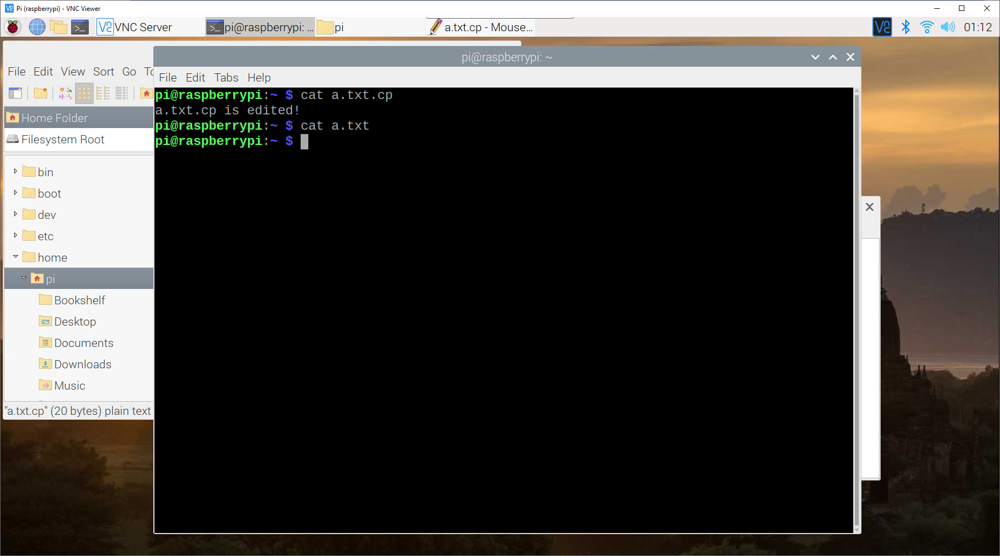 Pi (raspberrypi) - VNC Viewer
VNC Server
pi@raspberrypi: ...
pi
a.txt.cp - Mouse...
01:12
pi@raspberrypi: ~
File Edit View Sort Go
File Edit Tabs Help
Home Folder
Filesystem Root
bin
boot
dev
etc
home
pi
Bookshelf
Desktop
Documents
Downloads
Music
"a.txt.cp" (20 bytes) plain text
pi@raspberrypi:~ $ cat a.txt.cp
a.txt.cp is edited!
pi@raspberrypi:~ $ cat a.txt
pi@raspberrypi:~ $